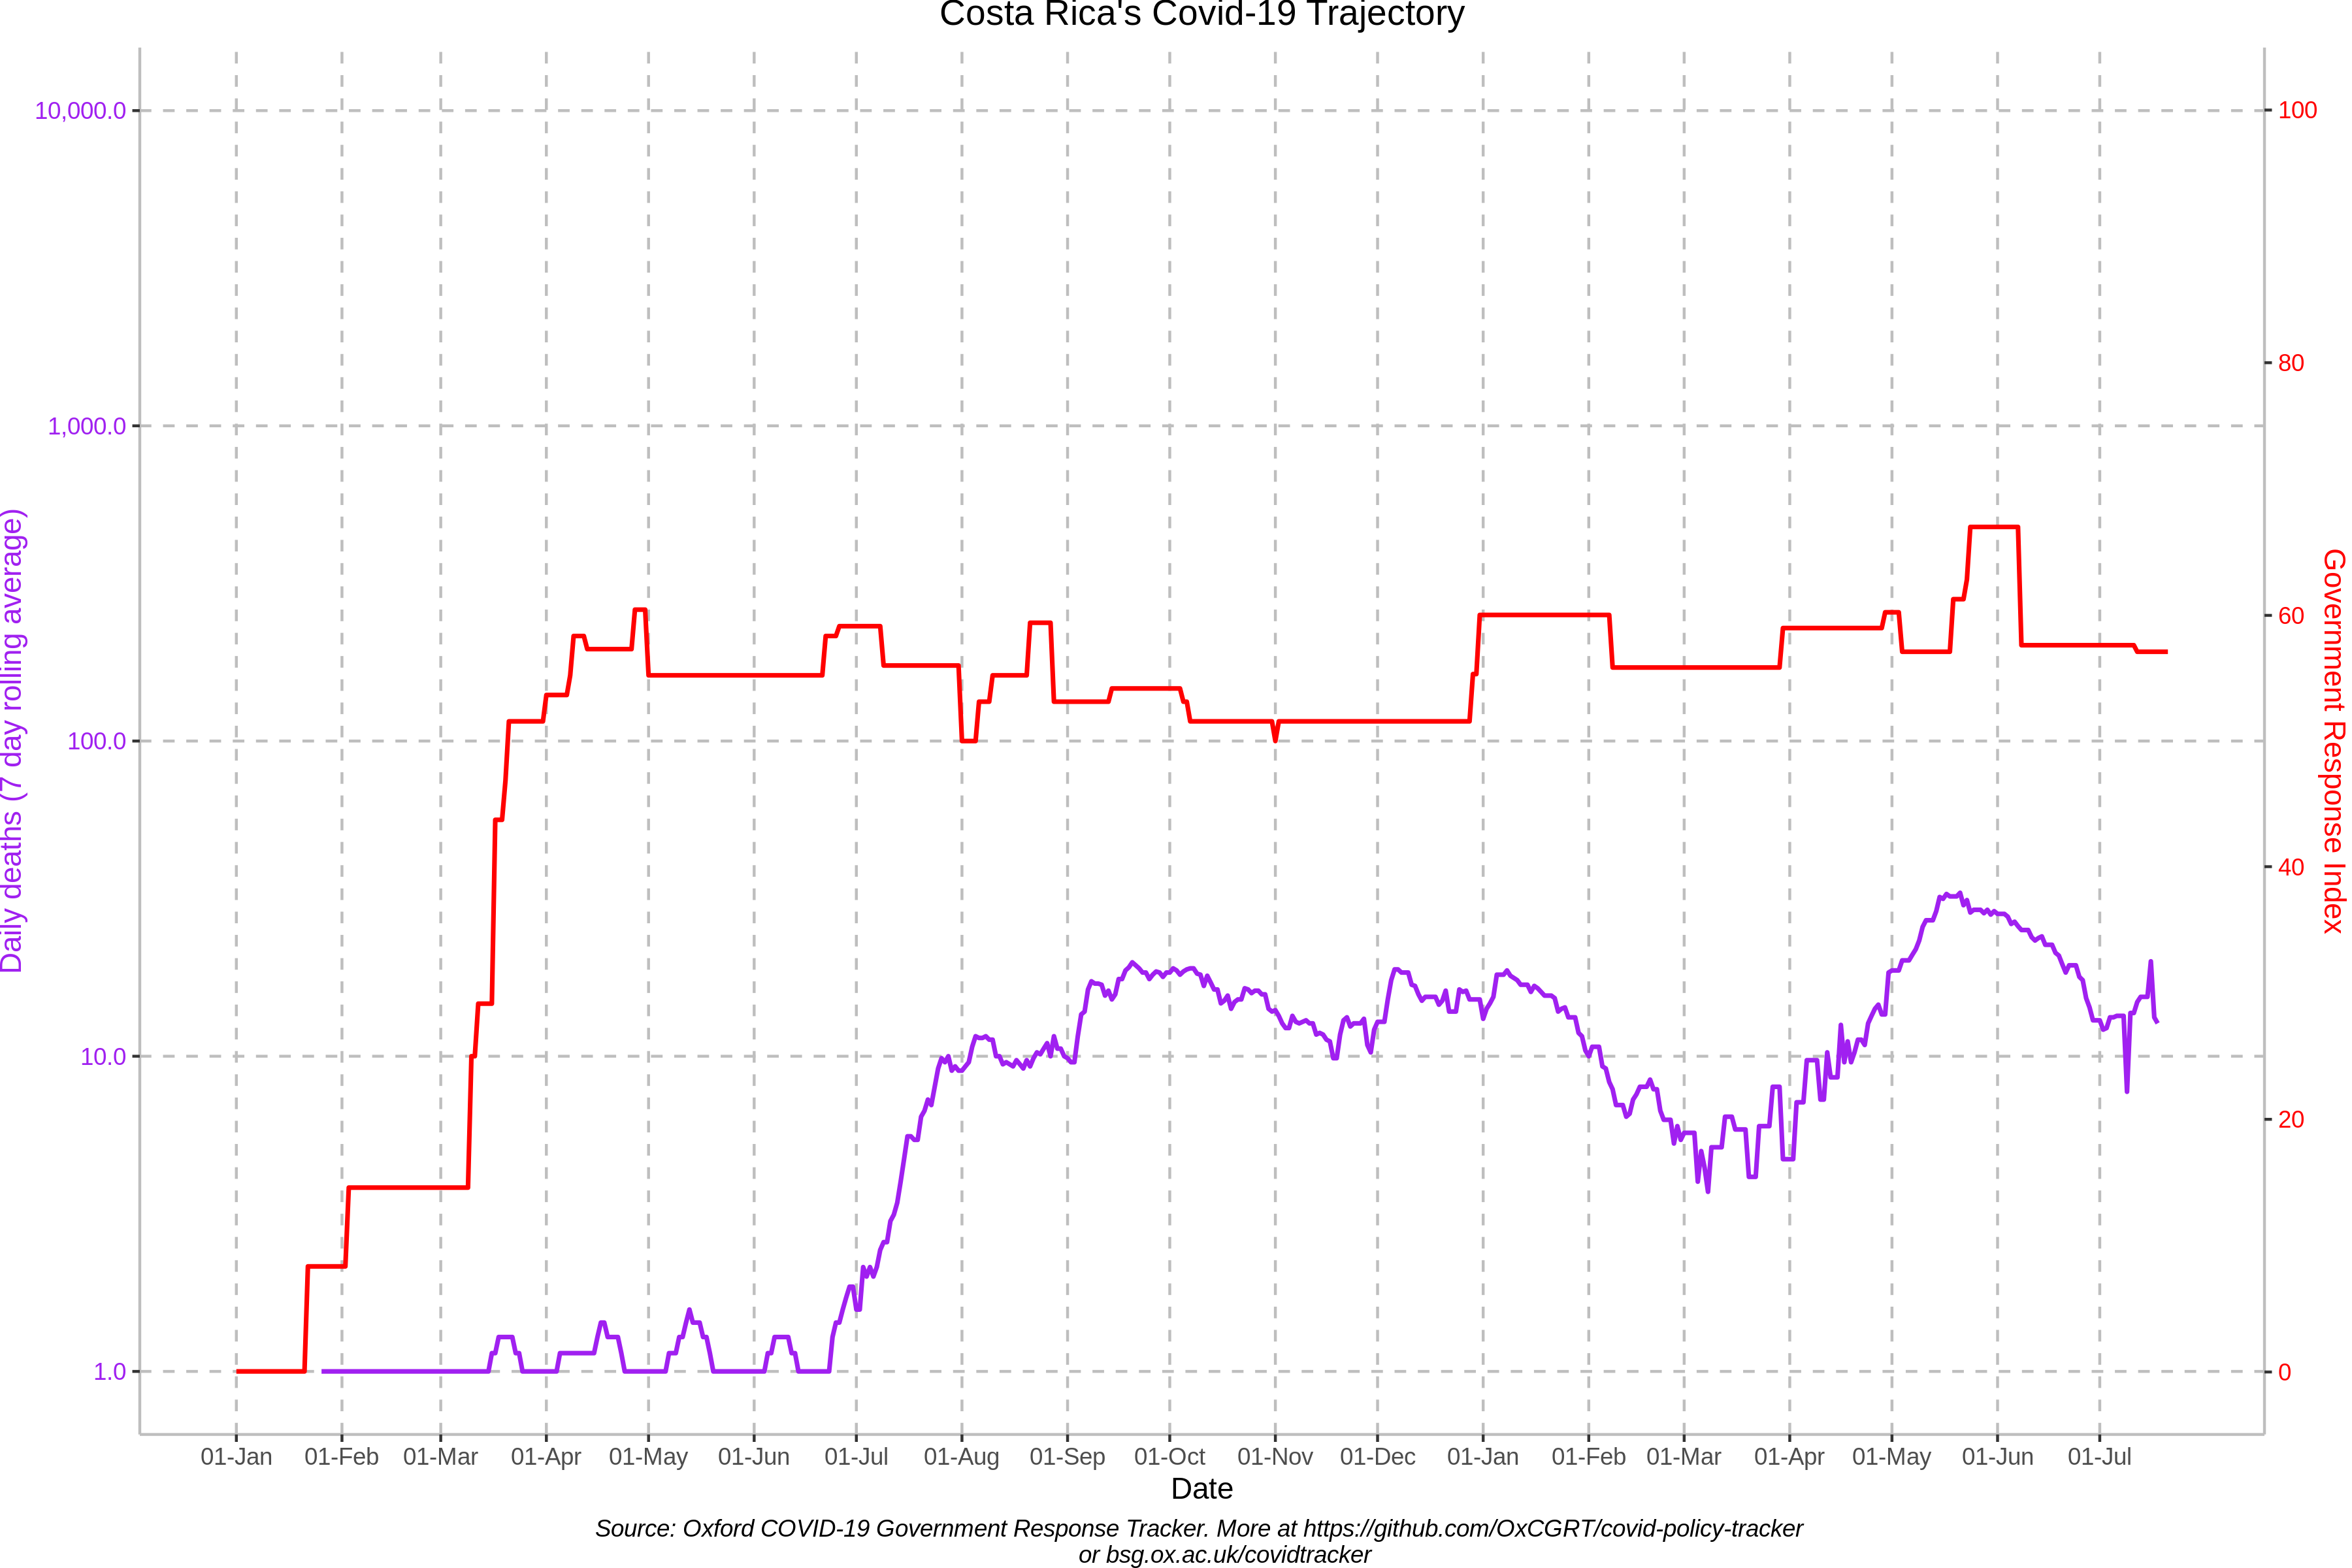 Costa Rica's Covid-19 Trajectory
10,000.0
1,000.0
100.0
10.0
1.0
Daily deaths (7 day rolling average)
100
80
60
40
20
0
Government Response Index
01-Jan 01-Feb 01-Mar 01-Apr 01-May 01-Jun 01-Jul 01-Aug 01-Sep 01-Oct 01-Nov 01-Dec 01-Jan 01-Feb 01-Mar 01-Apr 01-May 01-Jun 01-Jul
Date
Source: Oxford COVID-19 Government Response Tracker. More at https://github.com/OxCGRT/covid-policy-tracker
or bsg.ox.ac.uk/covidtracker